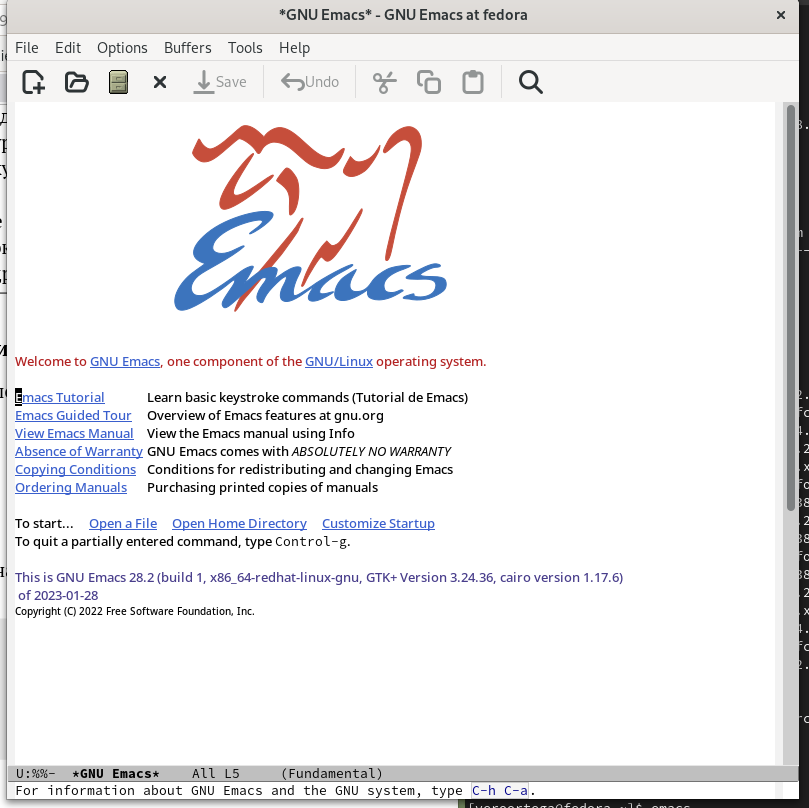 *GNU Emacs* - GNU Emacs at fedora
File Edit Options Buffers Tools Help
Save Undo
Emacs
Welcome to GNU Emacs, one component of the GNU/Linux operating system.
Emacs Tutorial Learn basic keystroke commands (Tutorial de Emacs)
Emacs Guided Tour Overview of Emacs features at gnu.org
View Emacs Manual View the Emacs manual using Info
Absence of Warranty GNU Emacs comes with ABSOLUTELY NO WARRANTY
Copying Conditions Conditions for redistributing and changing Emacs
Ordering Manuals Purchasing printed copies of manuals
To start... Open a File Open Home Directory Customize Startup
To quit a partially entered command, type Control-g.
This is GNU Emacs 28.2 (build 1, x86_64-redhat-linux-gnu, GTK+ Version 3.24.36, cairo version 1.17.6)
of 2023-01-28
Copyright (C) 2022 Free Software Foundation, Inc.
U:%%- *GNU Emacs* All L5 (Fundamental)
For information about GNU Emacs and the GNU system, type C-h C-a.